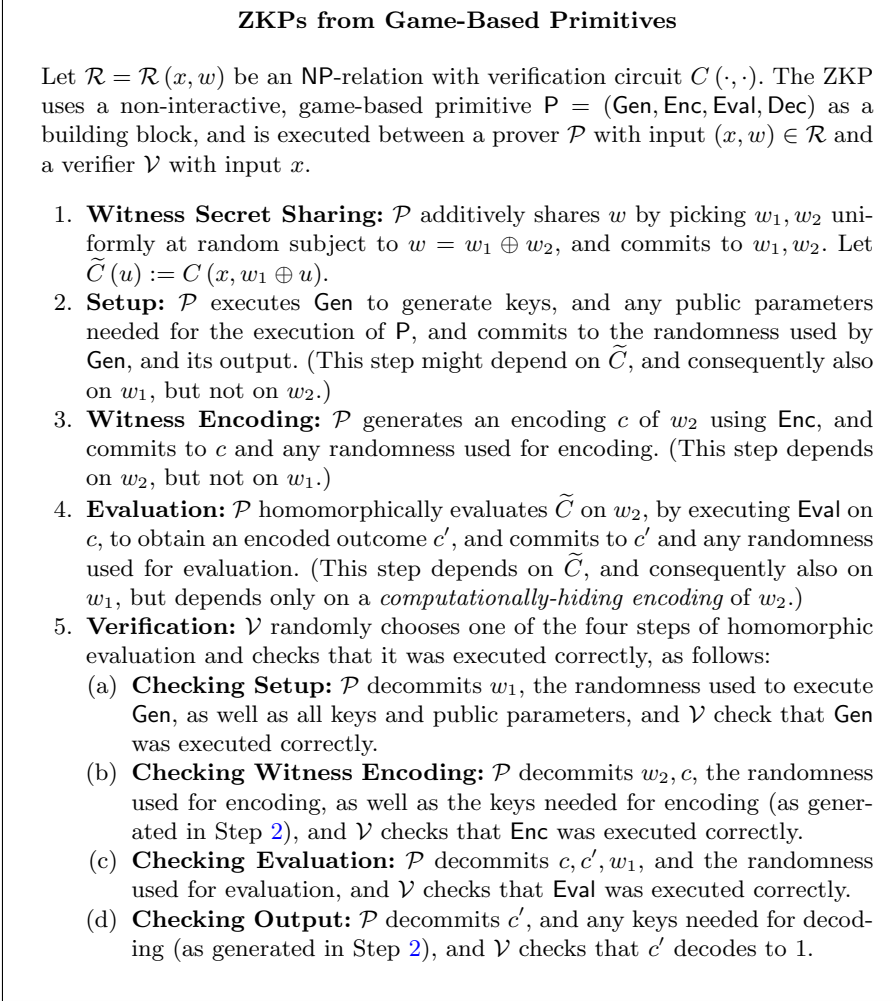 ZKPs from Game-Based Primitives
Let ℛ = ℛ (x, w) be an NP-relation with verification circuit C (·, ·). The ZKP
uses a non-interactive, game-based primitive P = (Gen, Enc, Eval, Dec) as a
building block, and is executed between a prover 𝒫 with input (x, w) ∈ ℛ and
a verifier 𝒱 with input x.
1. Witness Secret Sharing: 𝒫 additively shares w by picking w₁, w₂ uni-
formly at random subject to w = w₁ ⊕ w₂, and commits to w₁, w₂. Let
C̃ (u) := C (x, w₁ ⊕ u).
2. Setup: 𝒫 executes Gen to generate keys, and any public parameters
needed for the execution of P, and commits to the randomness used by
Gen, and its output. (This step might depend on C̃, and consequently also
on w₁, but not on w₂.)
3. Witness Encoding: 𝒫 generates an encoding c of w₂ using Enc, and
commits to c and any randomness used for encoding. (This step depends
on w₂, but not on w₁.)
4. Evaluation: 𝒫 homomorphically evaluates C̃ on w₂, by executing Eval on
c, to obtain an encoded outcome c′, and commits to c′ and any randomness
used for evaluation. (This step depends on C̃, and consequently also on
w₁, but depends only on a computationally-hiding encoding of w₂.)
5. Verification: 𝒱 randomly chooses one of the four steps of homomorphic
evaluation and checks that it was executed correctly, as follows:
(a) Checking Setup: 𝒫 decommits w₁, the randomness used to execute
Gen, as well as all keys and public parameters, and 𝒱 check that Gen
was executed correctly.
(b) Checking Witness Encoding: 𝒫 decommits w₂, c, the randomness
used for encoding, as well as the keys needed for encoding (as gener-
ated in Step 2), and 𝒱 checks that Enc was executed correctly.
(c) Checking Evaluation: 𝒫 decommits c, c′, w₁, and the randomness
used for evaluation, and 𝒱 checks that Eval was executed correctly.
(d) Checking Output: 𝒫 decommits c′, and any keys needed for decod-
ing (as generated in Step 2), and 𝒱 checks that c′ decodes to 1.